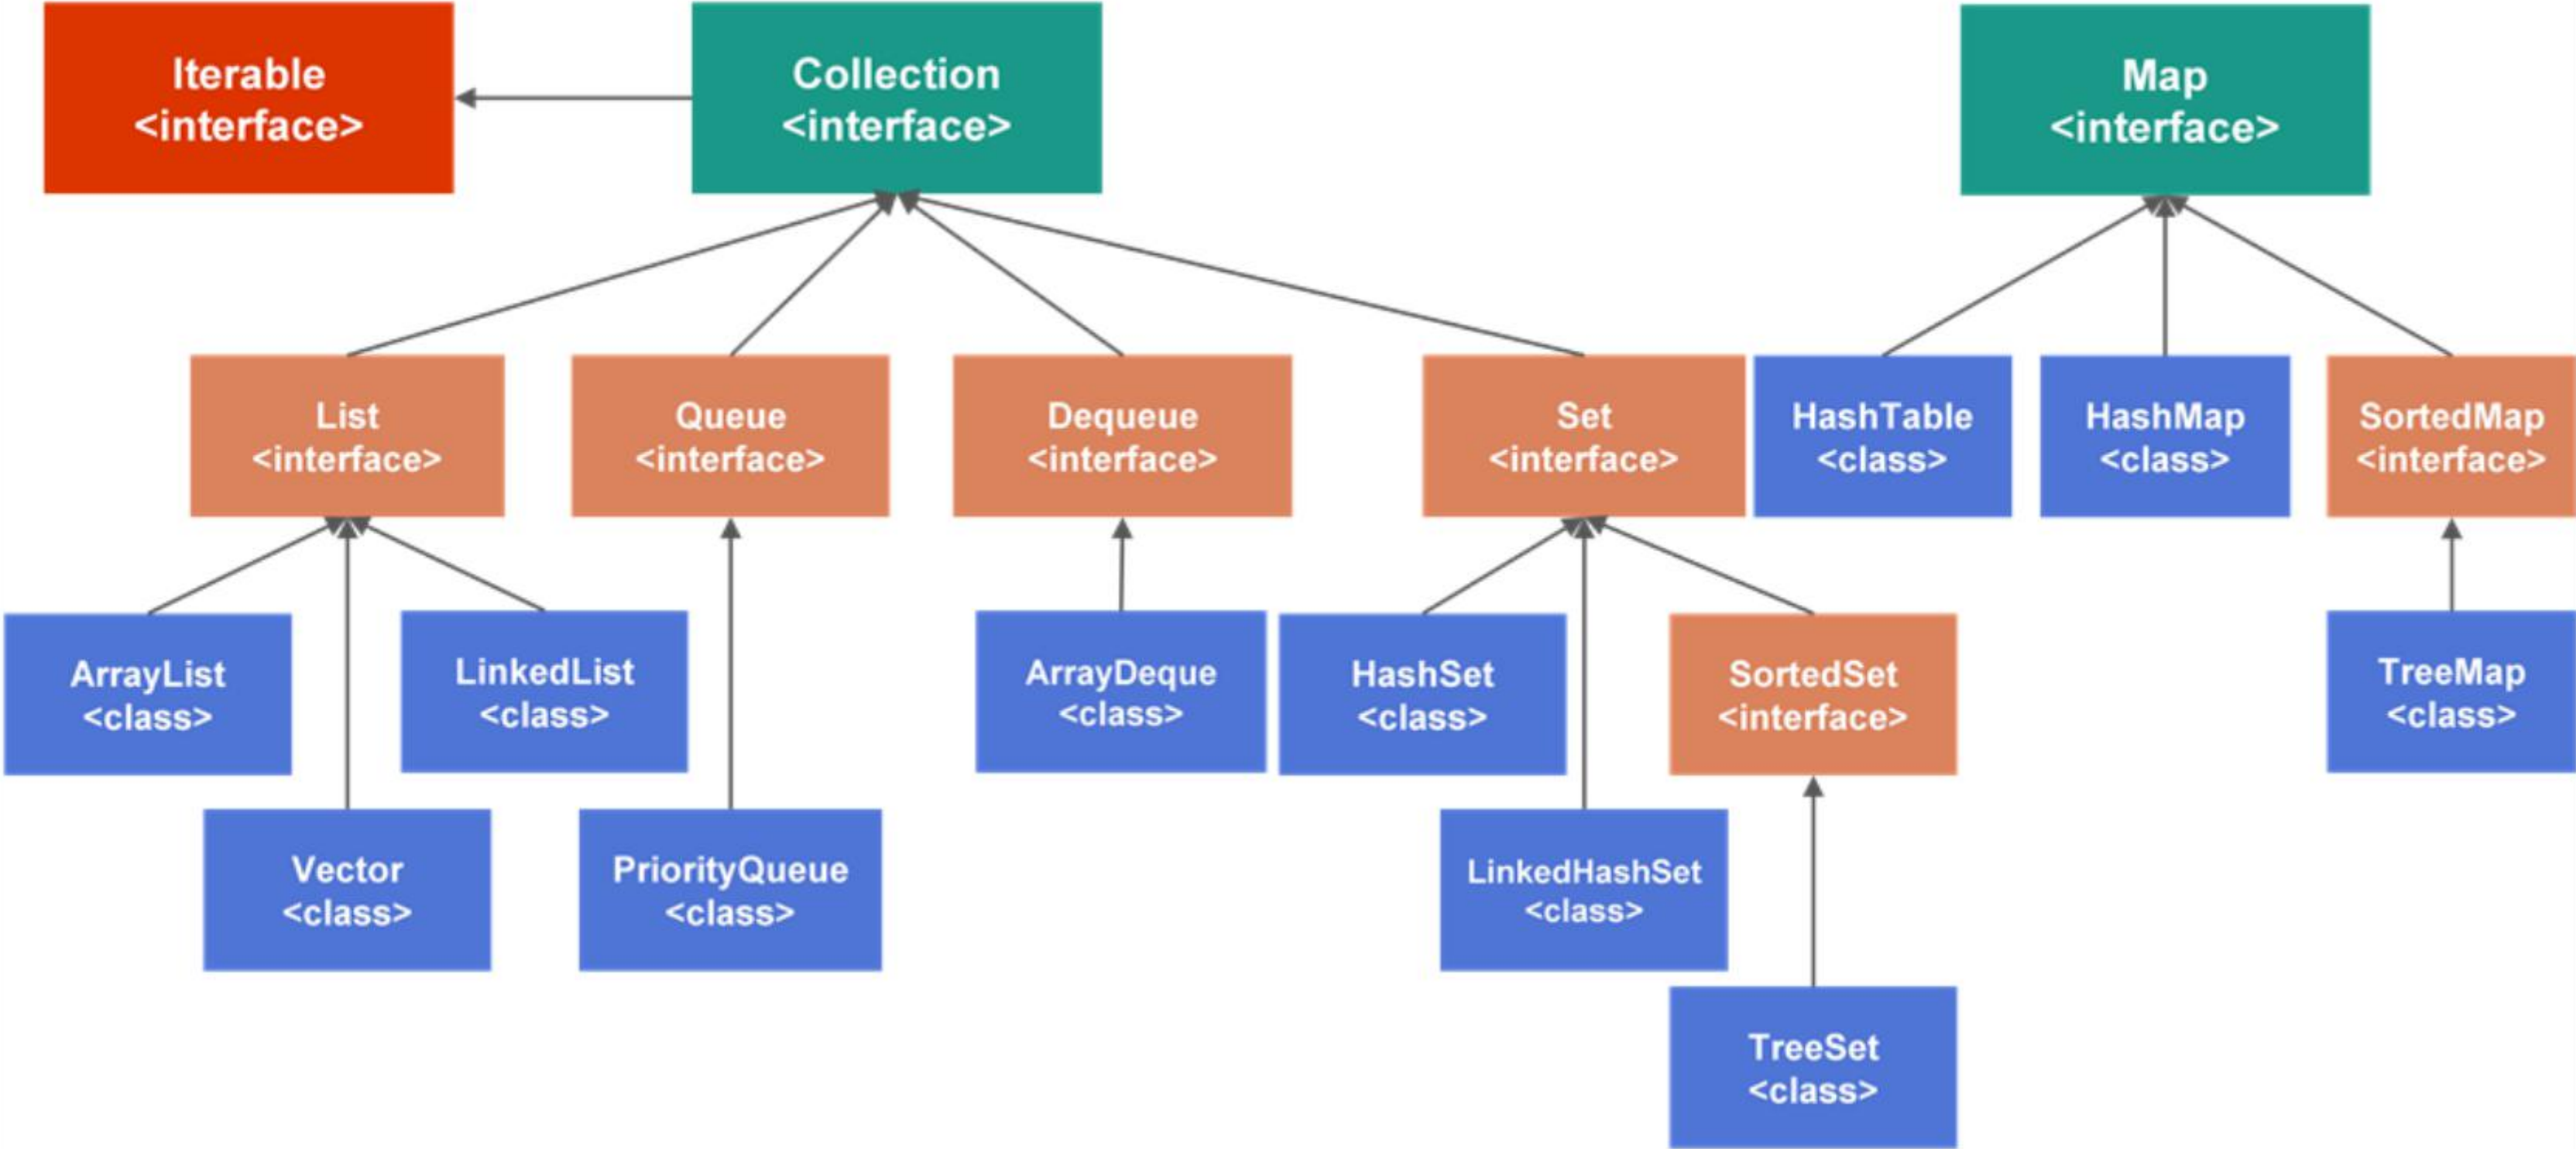 Iterable
<interface>
Collection
<interface>
Map
<interface>
List
<interface>
Queue
<interface>
Dequeue
<interface>
Set
<interface>
HashTable
<class>
HashMap
<class>
SortedMap
<interface>
ArrayList
<class>
LinkedList
<class>
ArrayDeque
<class>
HashSet
<class>
SortedSet
<interface>
TreeMap
<class>
Vector
<class>
PriorityQueue
<class>
LinkedHashSet
<class>
TreeSet
<class>